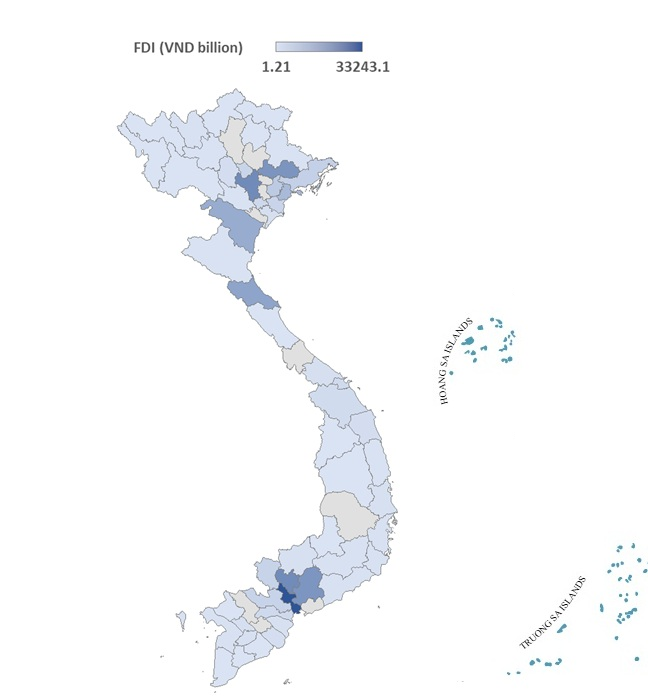 FDI (VND billion)
1.21 33243.1
HOANG SA ISLANDS
TRUONG SA ISLANDS